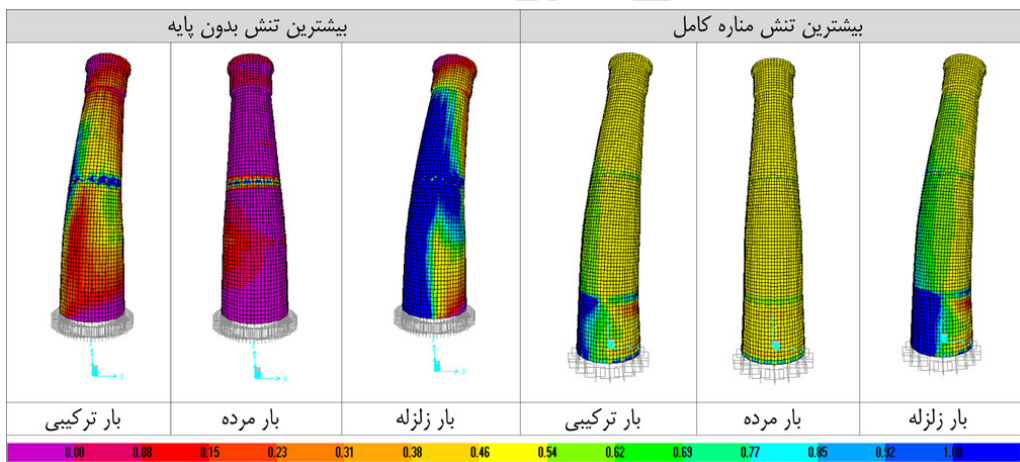 بیشترین تنش مناره کامل
بیشترین تنش بدون پایه
بار زلزله
بار مرده
بار ترکیبی
بار زلزله
بار مرده
بار ترکیبی
0.00 0.08 0.15 0.23 0.31 0.38 0.46 0.54 0.62 0.69 0.77 0.85 0.92 1.00